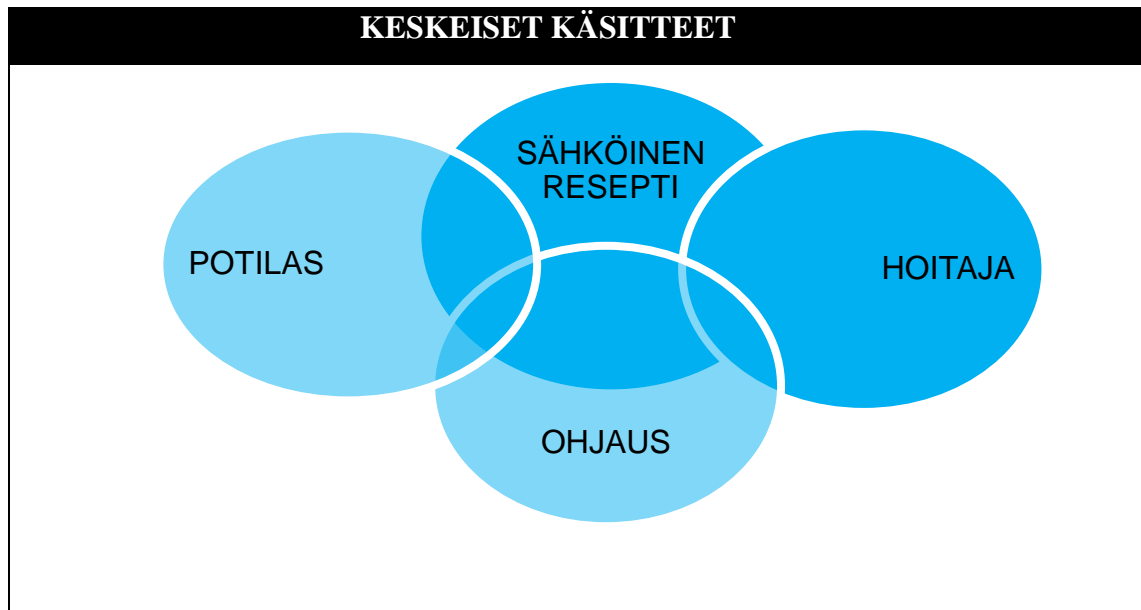 KESKEISET KÄSITTEET
SÄHKÖINEN
RESEPTI
POTILAS
HOITAJA
OHJAUS